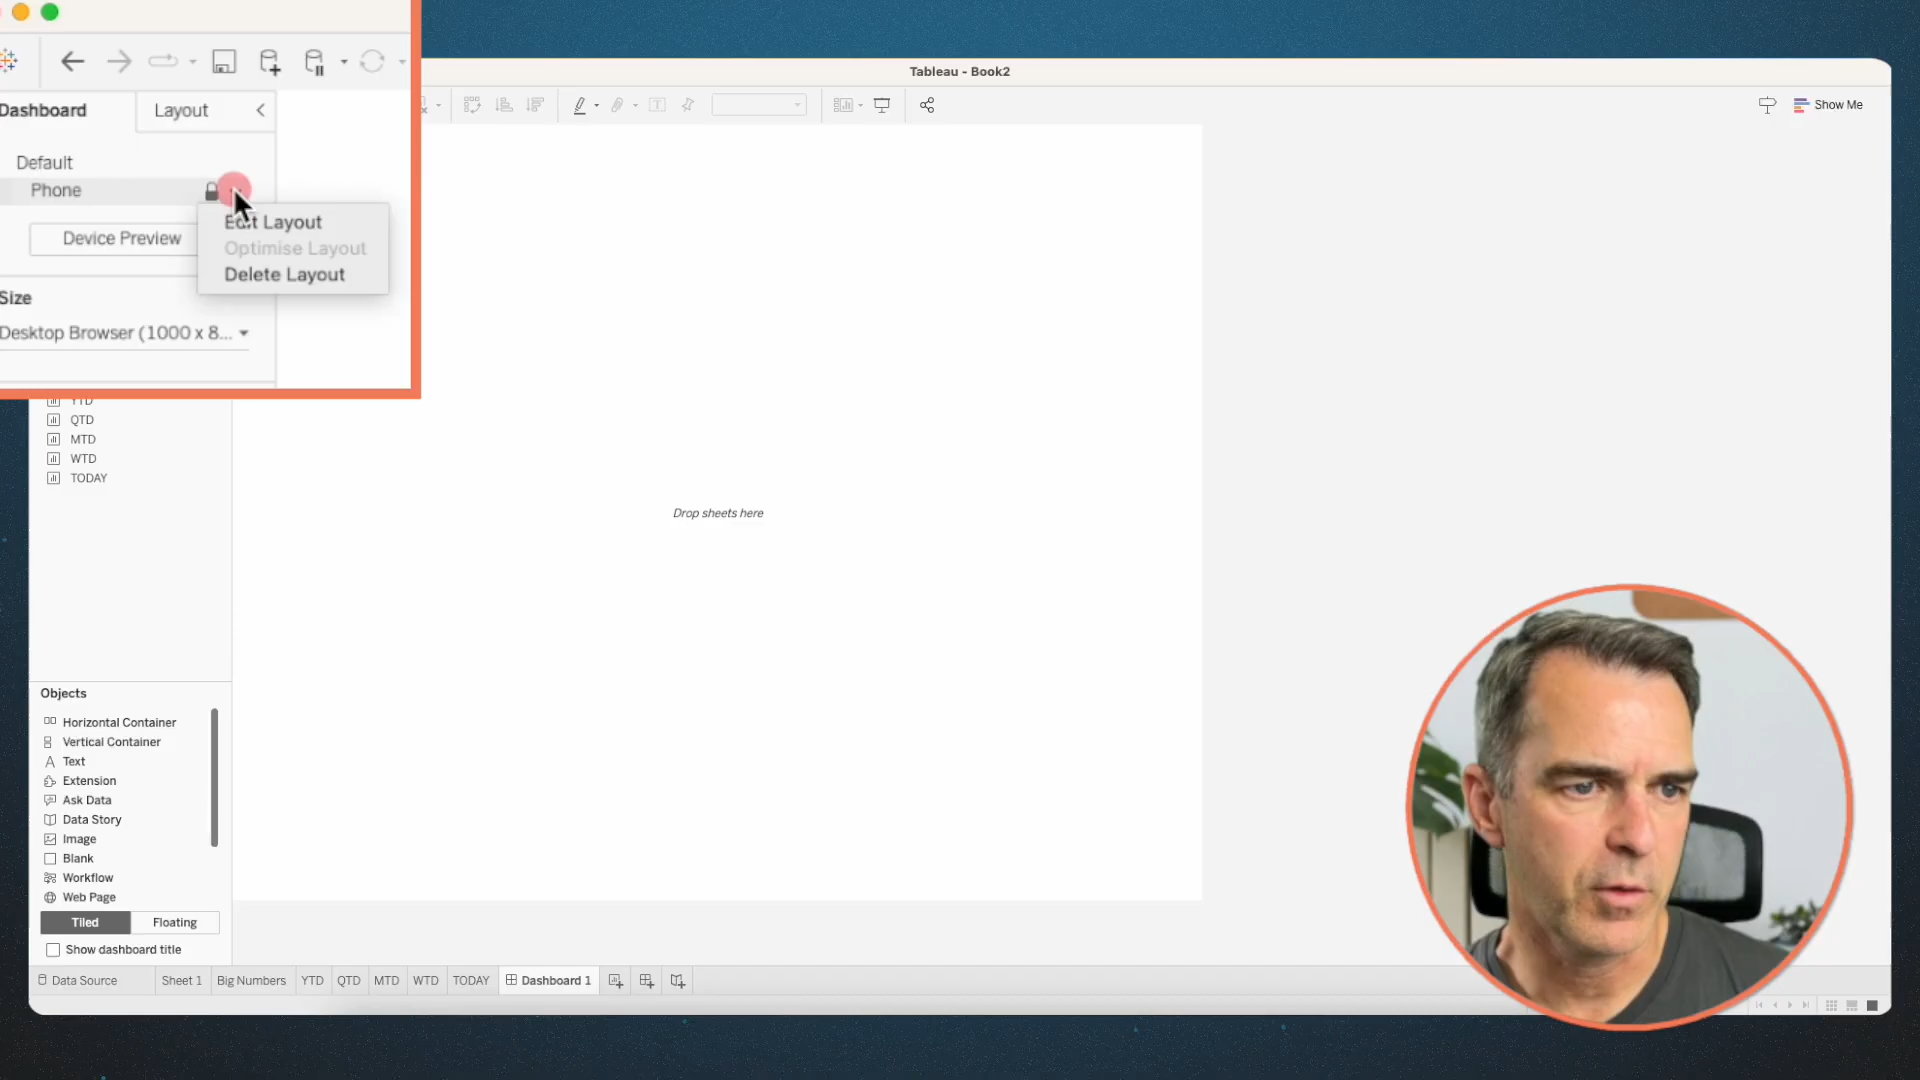 Tableau - Book2
Show Me
Dashboard
Layout
Default
Phone
Edit Layout
Optimise Layout
Delete Layout
Device Preview
Size
Desktop Browser (1000 x 8...
YTD
QTD
MTD
WTD
TODAY
Drop sheets here
Objects
Horizontal Container
Vertical Container
Text
Extension
Ask Data
Data Story
Image
Blank
Workflow
Web Page
Tiled
Floating
Show dashboard title
Data Source
Sheet 1
Big Numbers
YTD
QTD
MTD
WTD
TODAY
Dashboard 1